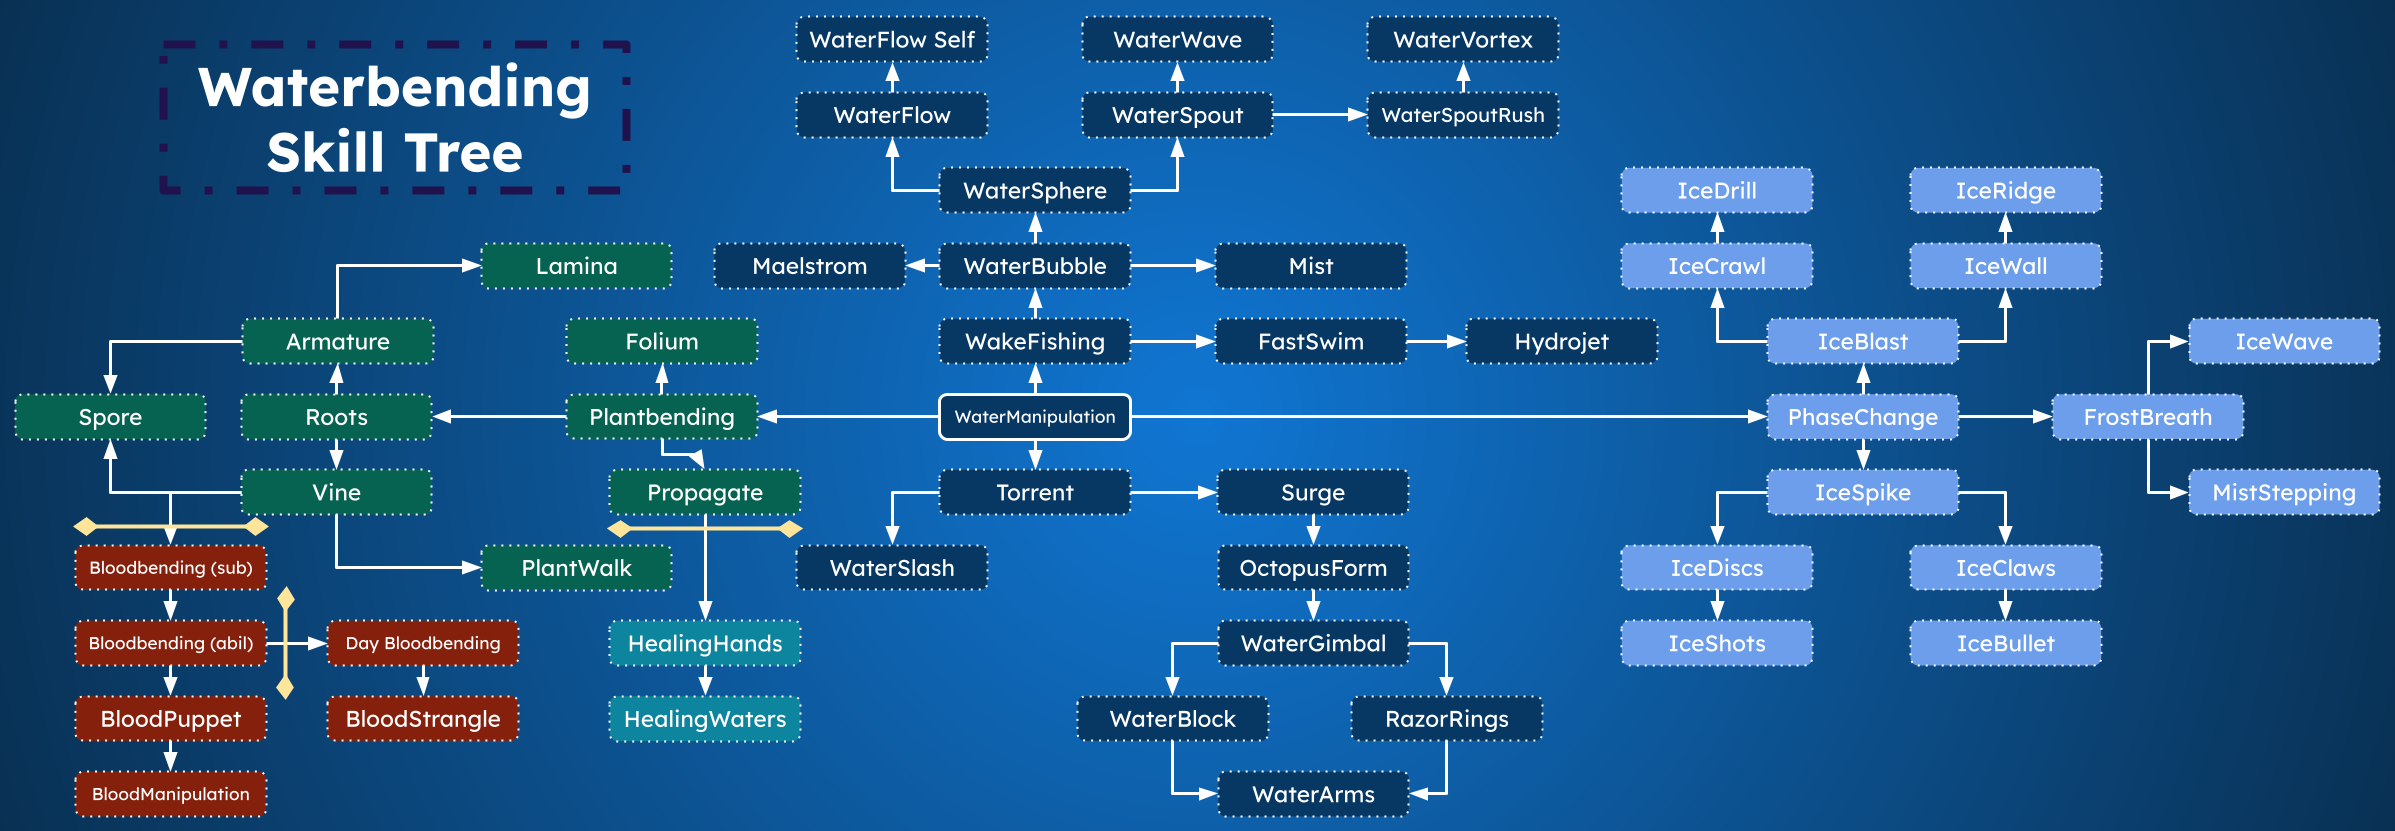 Waterbending
Skill Tree
WaterFlow Self
WaterWave
WaterVortex
WaterFlow
WaterSpout
WaterSpoutRush
WaterSphere
IceDrill
IceRidge
Lamina
Maelstrom
WaterBubble
Mist
IceCrawl
IceWall
Armature
Folium
WakeFishing
FastSwim
Hydrojet
IceBlast
IceWave
Spore
Roots
Plantbending
WaterManipulation
PhaseChange
FrostBreath
Vine
Propagate
Torrent
Surge
IceSpike
MistStepping
Bloodbending (sub)
PlantWalk
WaterSlash
OctopusForm
IceDiscs
IceClaws
Bloodbending (abil)
Day Bloodbending
HealingHands
WaterGimbal
IceShots
IceBullet
BloodPuppet
BloodStrangle
HealingWaters
WaterBlock
RazorRings
BloodManipulation
WaterArms